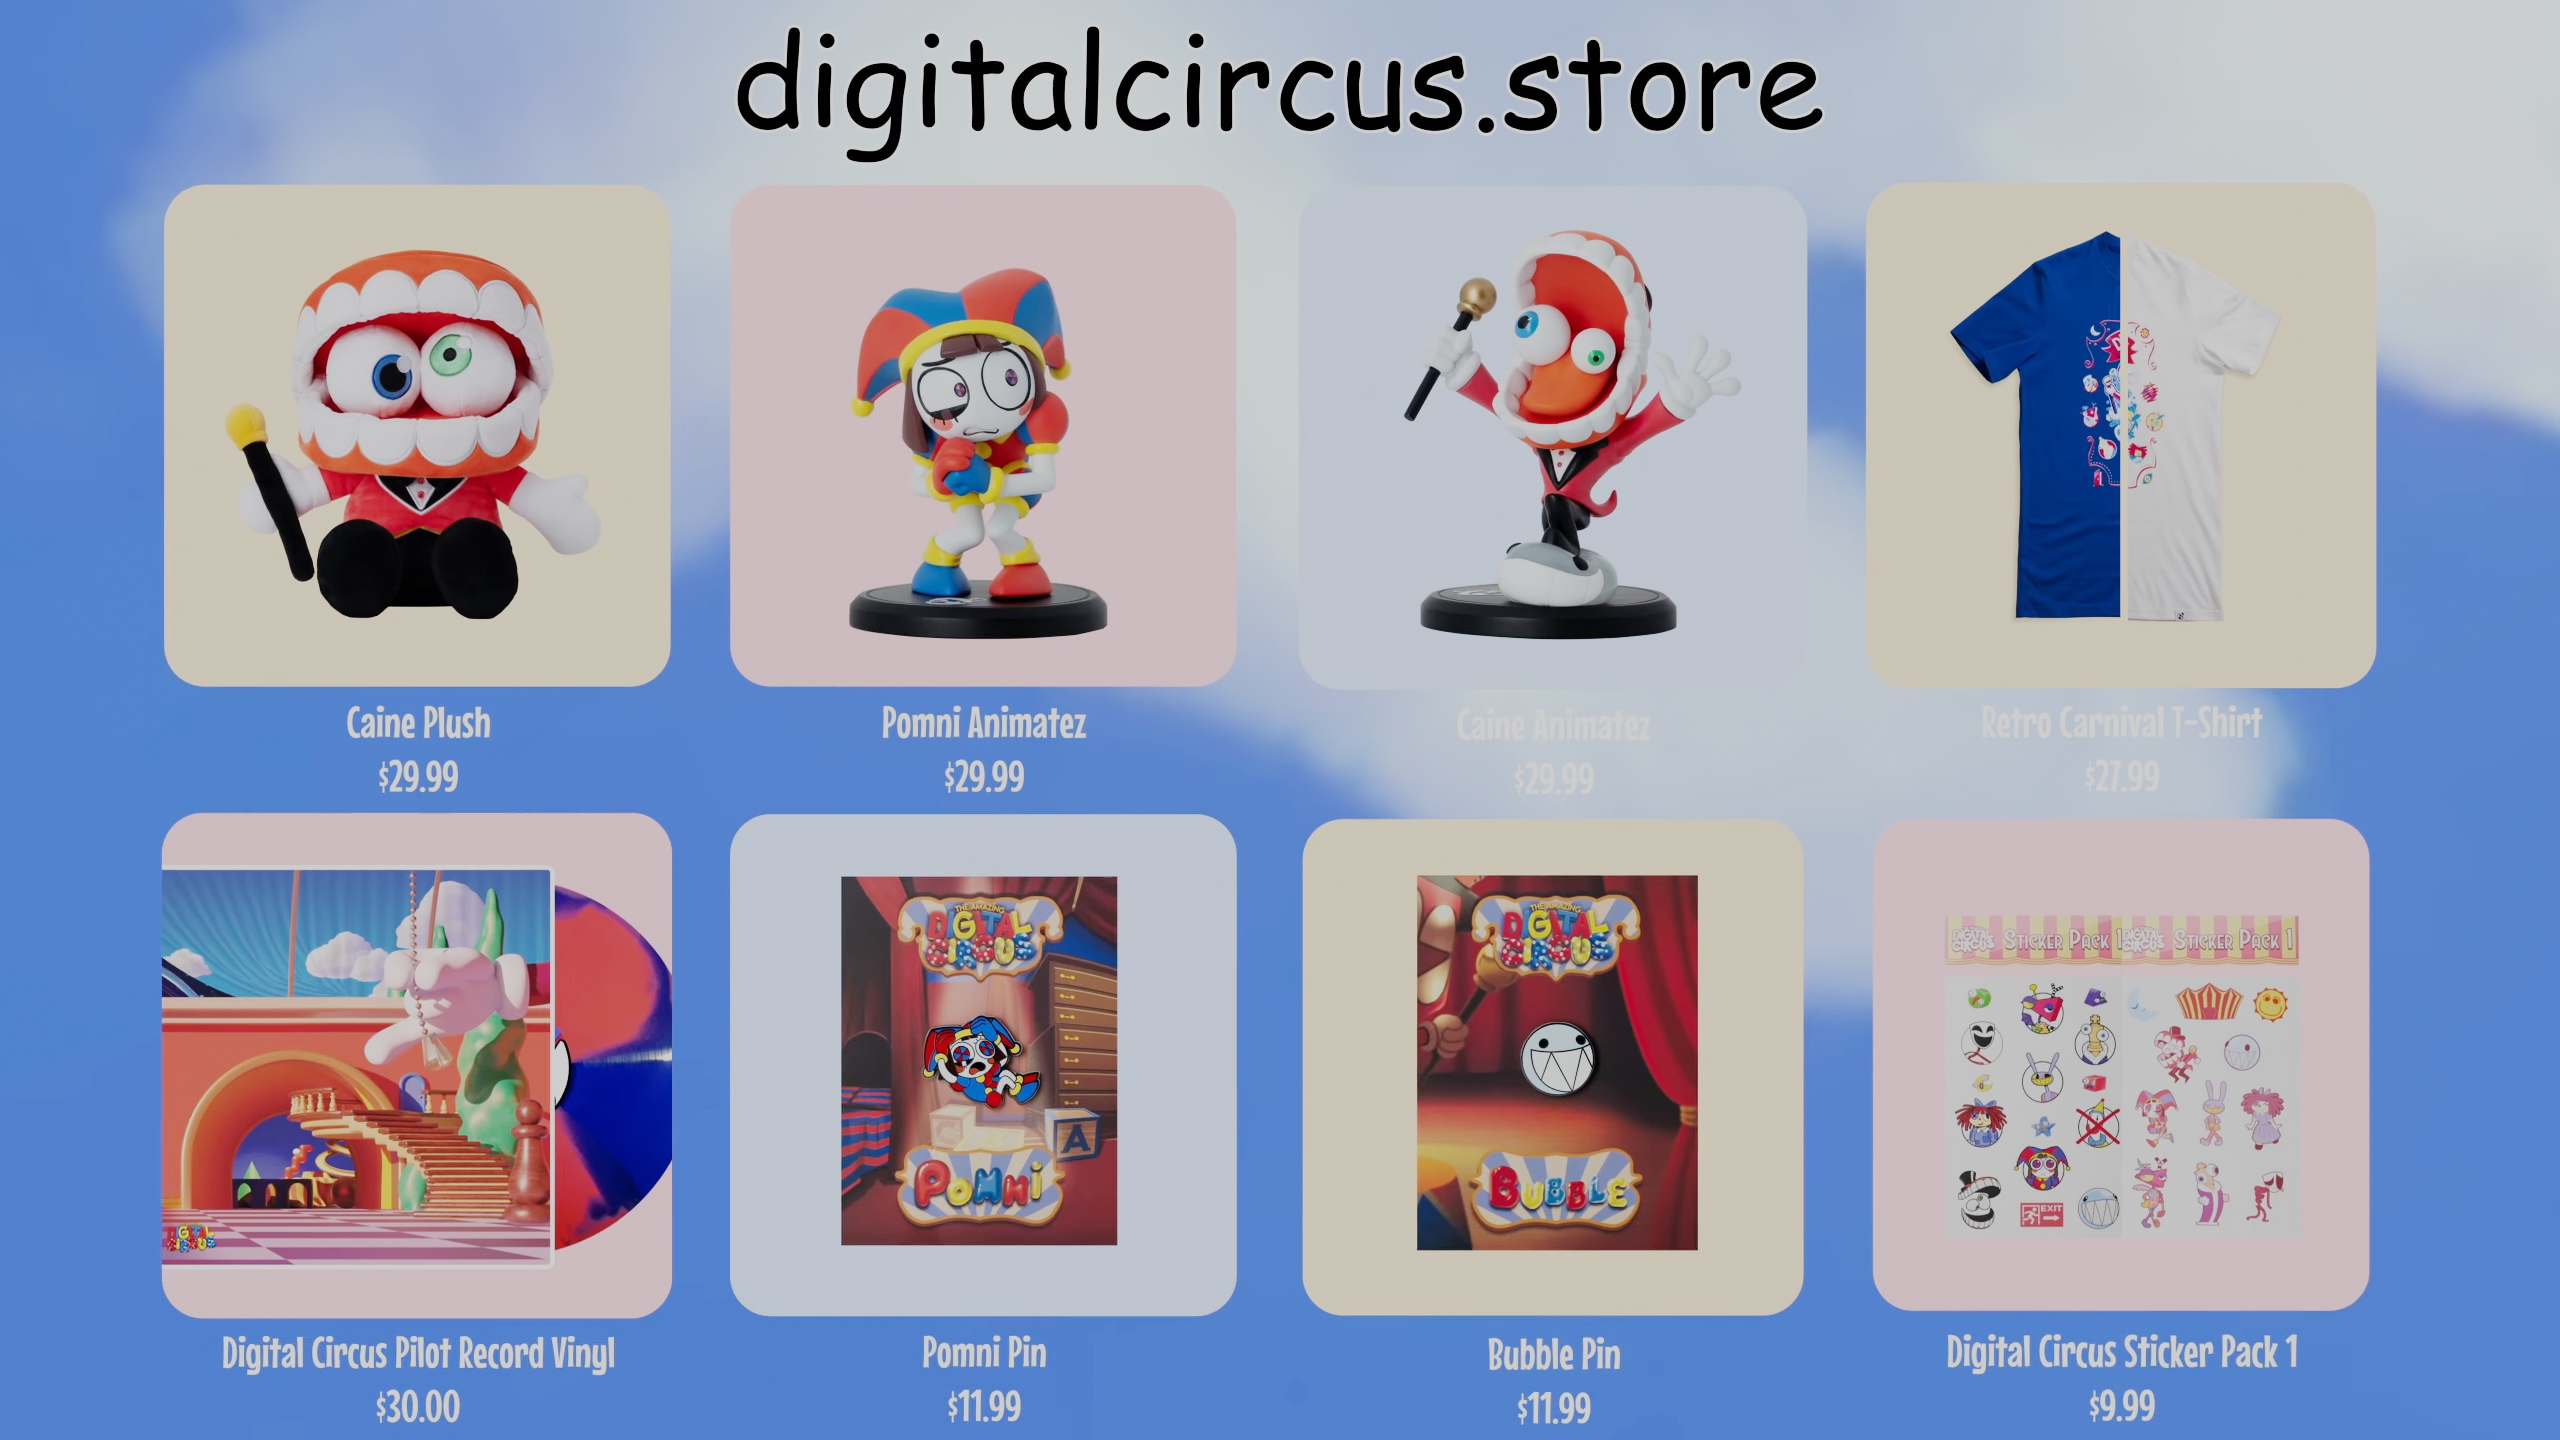 digitalcircus.store
Caine Plush
$29.99
Pomni Animatez
$29.99
Caine Animatez
$29.99
Retro Carnival T-Shirt
$27.99
DIGITAL
CIRCUS
Digital Circus Pilot Record Vinyl
$30.00
THE AMAZING
DIGITAL
CIRCUS
A
POMNI
Pomni Pin
$11.99
THE AMAZING
DIGITAL
CIRCUS
BUBBLE
Bubble Pin
$11.99
DIGITAL
CIRCUS
STICKER PACK 1
DIGITAL
CIRCUS
STICKER PACK 1
EXIT
Digital Circus Sticker Pack 1
$9.99